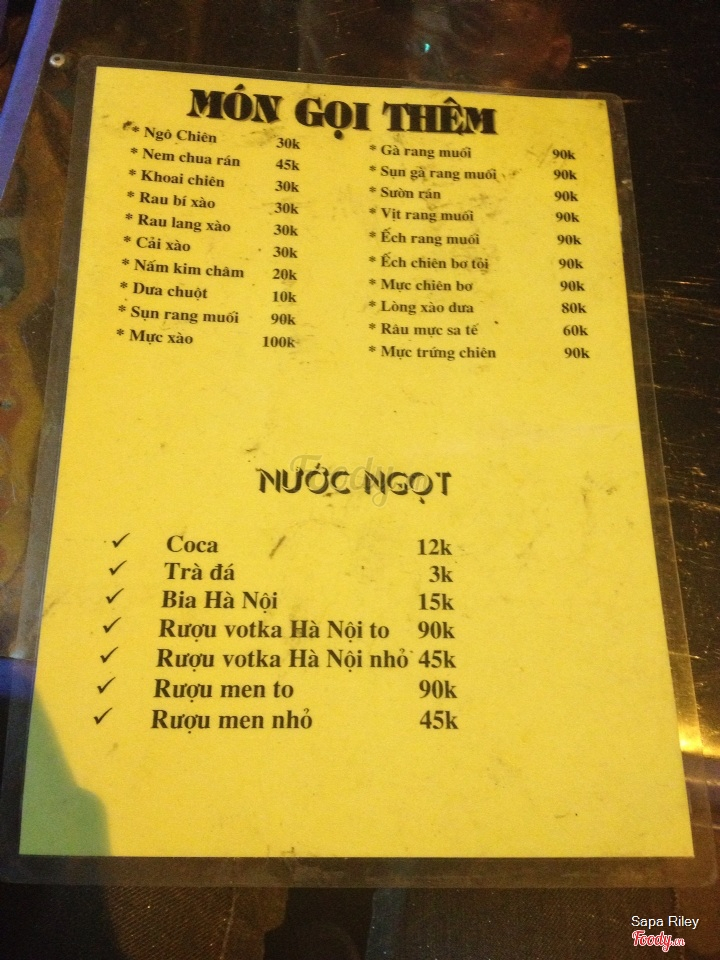 MÓN GỌI THÊM
* Ngô Chiên 30k
* Nem chua rán 45k
* Khoai chiên 30k
* Rau bí xào 30k
* Rau lang xào 30k
* Cải xào 30k
* Nấm kim châm 20k
* Dưa chuột 10k
* Sụn rang muối 90k
* Mực xào 100k
* Gà rang muối 90k
* Sụn gà rang muối 90k
* Sườn rán 90k
* Vịt rang muối 90k
* Ếch rang muối 90k
* Ếch chiên bơ tỏi 90k
* Mực chiên bơ 90k
* Lòng xào dưa 80k
* Râu mực sa tế 60k
* Mực trứng chiên 90k
Foody.vn
NƯỚC NGỌT
✓ Coca 12k
✓ Trà đá 3k
✓ Bia Hà Nội 15k
✓ Rượu votka Hà Nội to 90k
✓ Rượu votka Hà Nội nhỏ 45k
✓ Rượu men to 90k
✓ Rượu men nhỏ 45k
Sapa Riley
Foody.vn